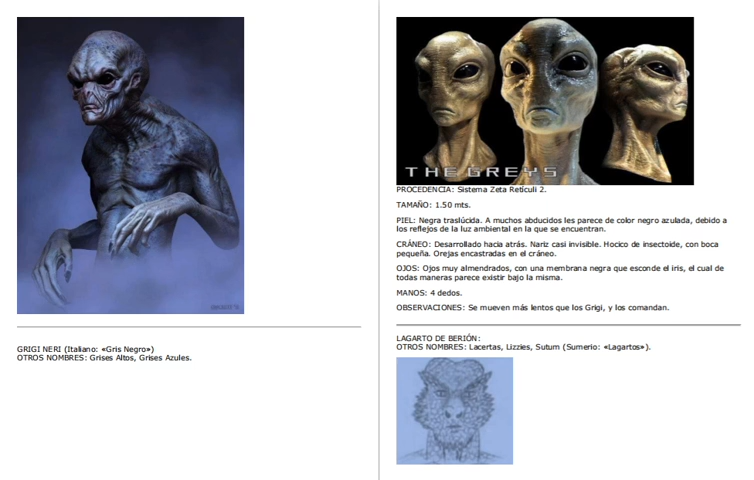 GRIGI NERI (Italiano: «Gris Negro»)
OTROS NOMBRES: Grises Altos, Grises Azules.
THE GREYS
PROCEDENCIA: Sistema Zeta Retículi 2.
TAMAÑO: 1.50 mts.
PIEL: Negra traslúcida. A muchos abducidos les parece de color negro azulada, debido a
los reflejos de la luz ambiental en la que se encuentran.
CRÁNEO: Desarrollado hacia atrás. Nariz casi invisible. Hocico de insectoide, con boca
pequeña. Orejas encastradas en el cráneo.
OJOS: Ojos muy almendrados, con una membrana negra que esconde el iris, el cual de
todas maneras parece existir bajo la misma.
MANOS: 4 dedos.
OBSERVACIONES: Se mueven más lentos que los Grigi, y los comandan.
LAGARTO DE BERIÓN:
OTROS NOMBRES: Lacertas, Lizzies, Sutum (Sumerio: «Lagartos»).